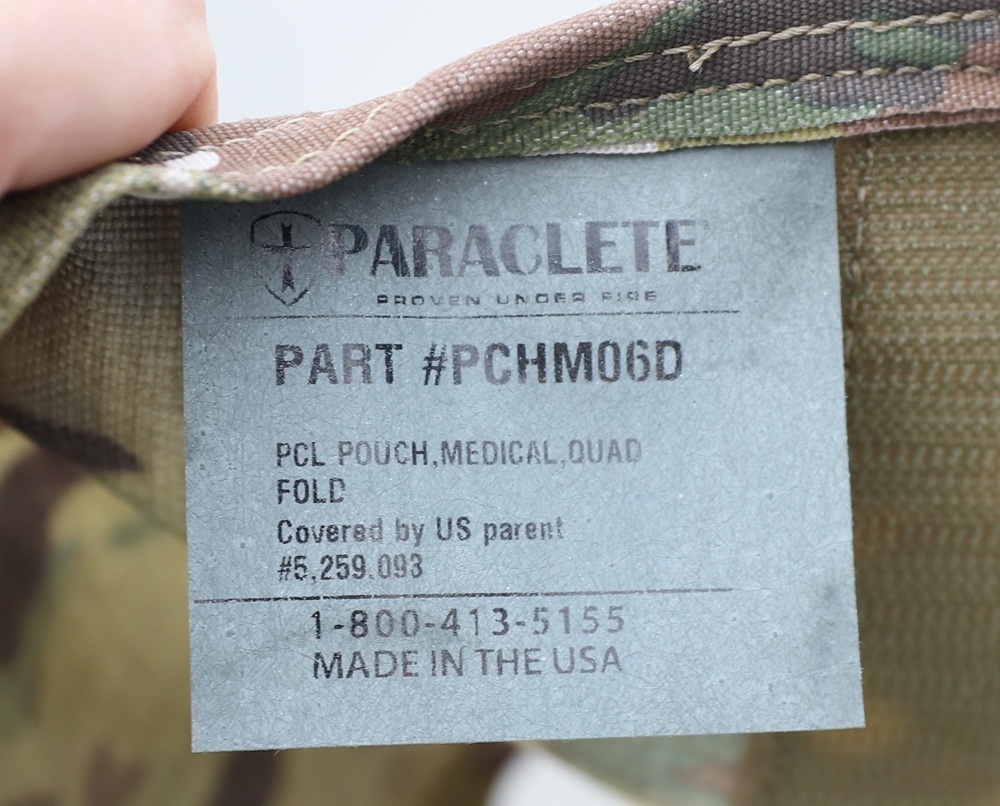 PARACLETE
PROVEN UNDER FIRE
PART #PCHM06D
PCL POUCH,MEDICAL,QUAD
FOLD
Covered by US parent
#5,259,093
1-800-413-5155
MADE IN THE USA